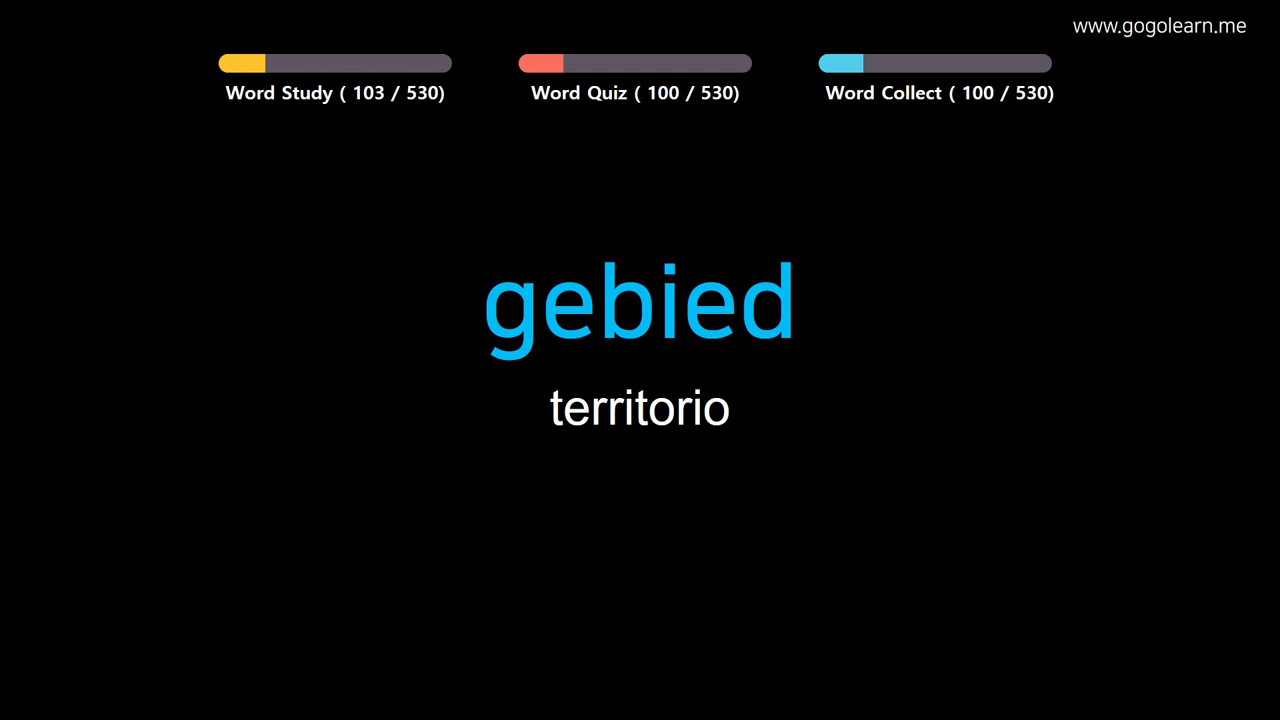 www.gogolearn.me
Word Study ( 103 / 530)
Word Quiz ( 100 / 530)
Word Collect ( 100 / 530)
gebied
territorio